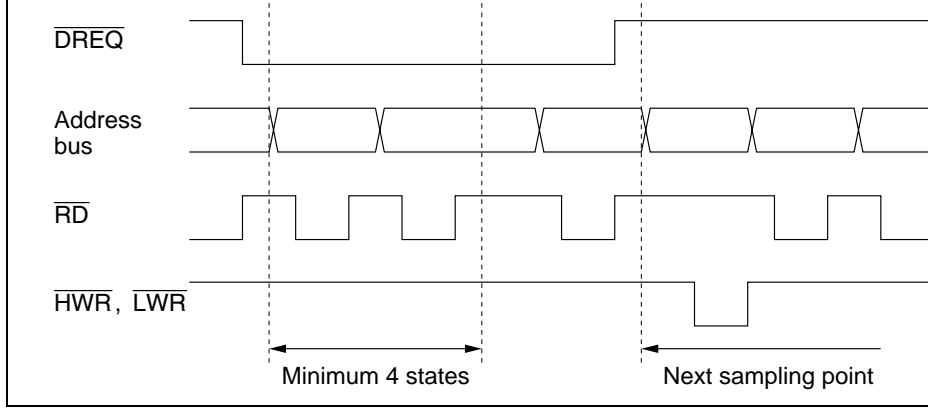 DREQ
Address
bus
RD
HWR, LWR
Minimum 4 states
Next sampling point